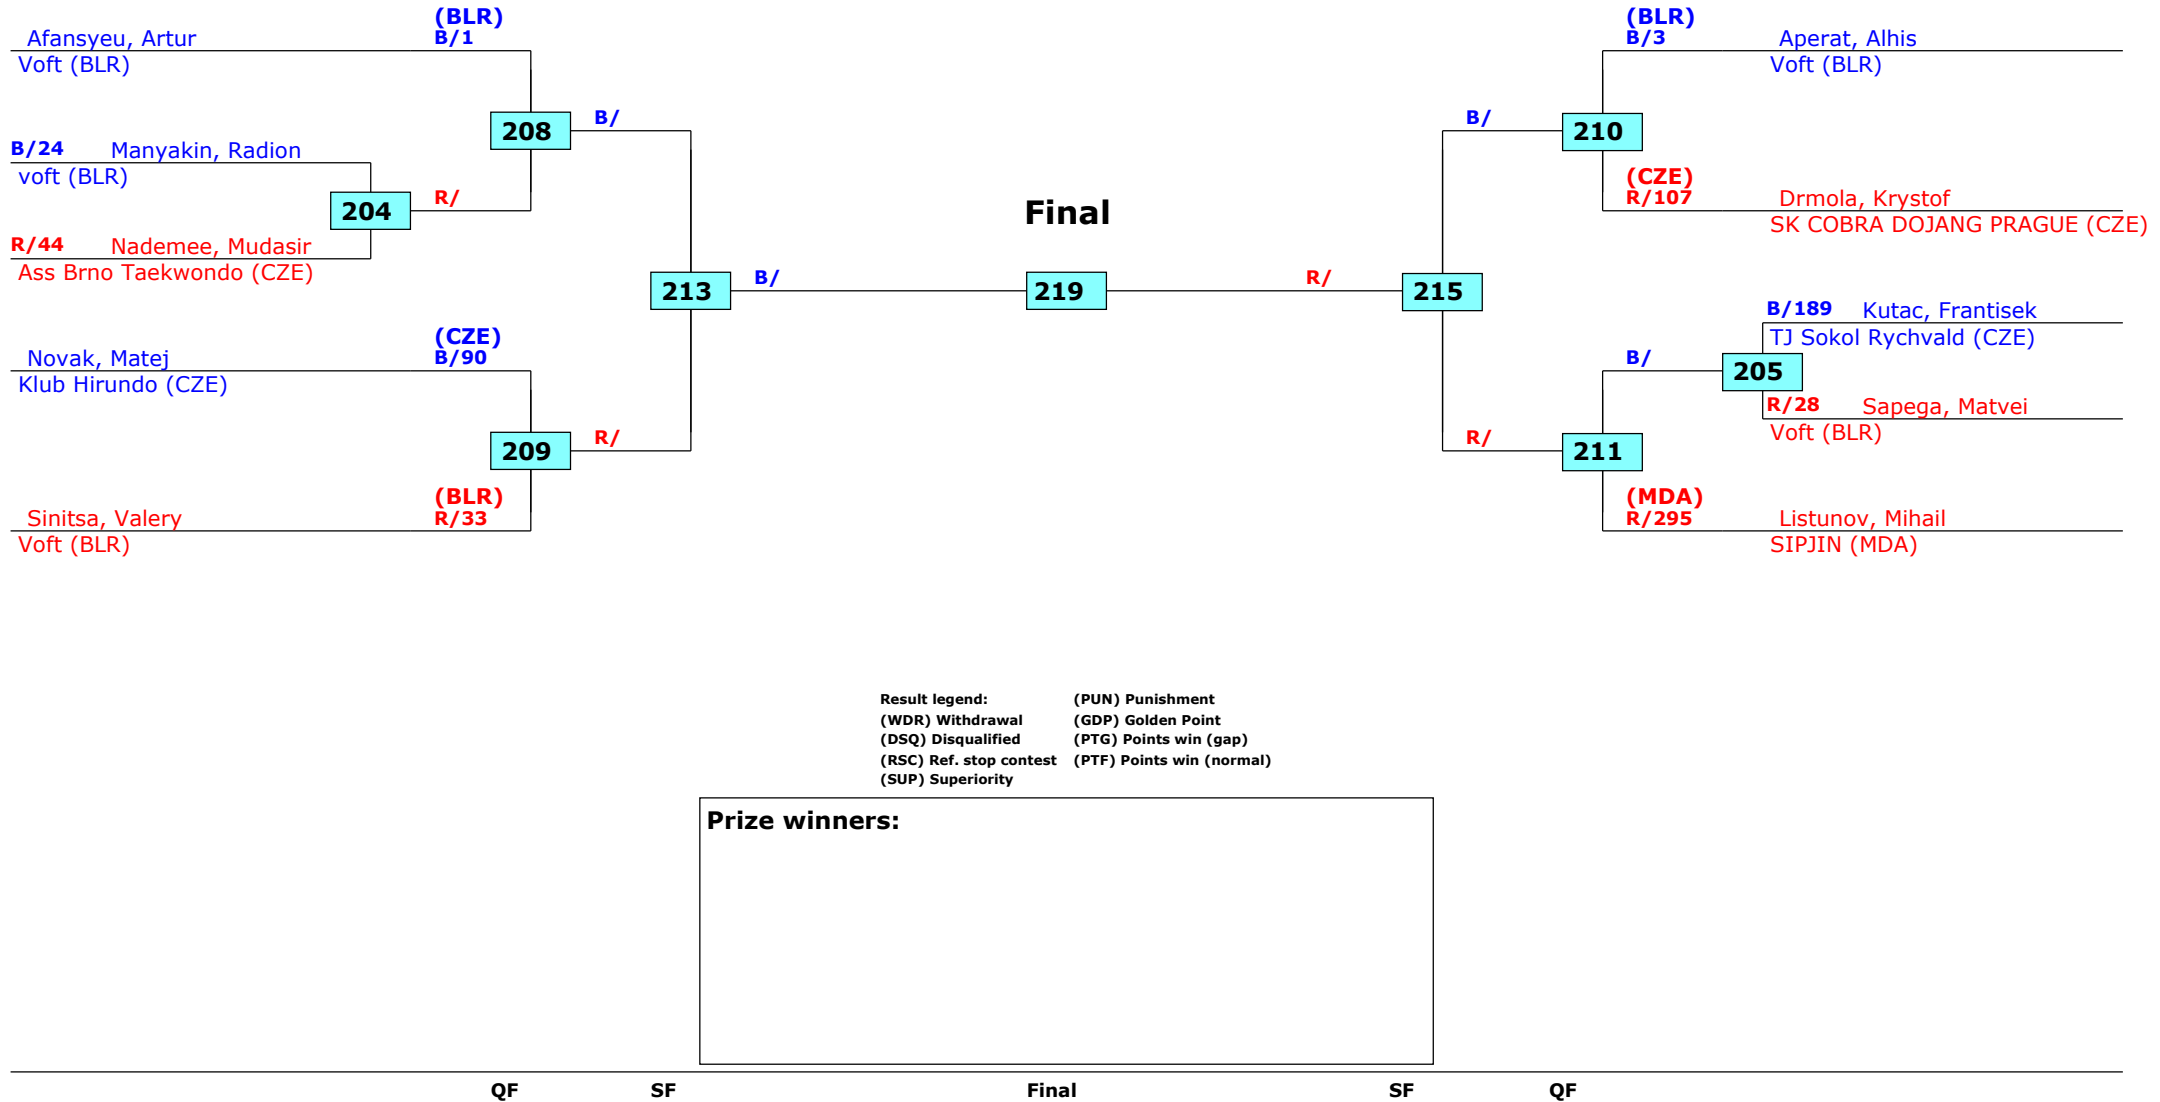 (BLR)
Afansyeu, Artur B/1
Voft (BLR)
208 B/
B/24 Manyakin, Radion
voft (BLR)
204 R/
R/44 Nademee, Mudasir
Ass Brno Taekwondo (CZE)
213 B/
(CZE)
Novak, Matej B/90
Klub Hirundo (CZE)
209 R/
(BLR)
Sinitsa, Valery R/33
Voft (BLR)
Final
219
(BLR)
B/3 Aperat, Alhis
Voft (BLR)
B/ 210
(CZE)
R/107 Drmola, Krystof
SK COBRA DOJANG PRAGUE (CZE)
R/ 215
B/189 Kutac, Frantisek
TJ Sokol Rychvald (CZE)
B/ 205
R/28 Sapega, Matvei
Voft (BLR)
R/ 211
(MDA)
R/295 Listunov, Mihail
SIPJIN (MDA)
Result legend: (PUN) Punishment
(WDR) Withdrawal (GDP) Golden Point
(DSQ) Disqualified (PTG) Points win (gap)
(RSC) Ref. stop contest (PTF) Points win (normal)
(SUP) Superiority
Prize winners:
QF SF Final SF QF